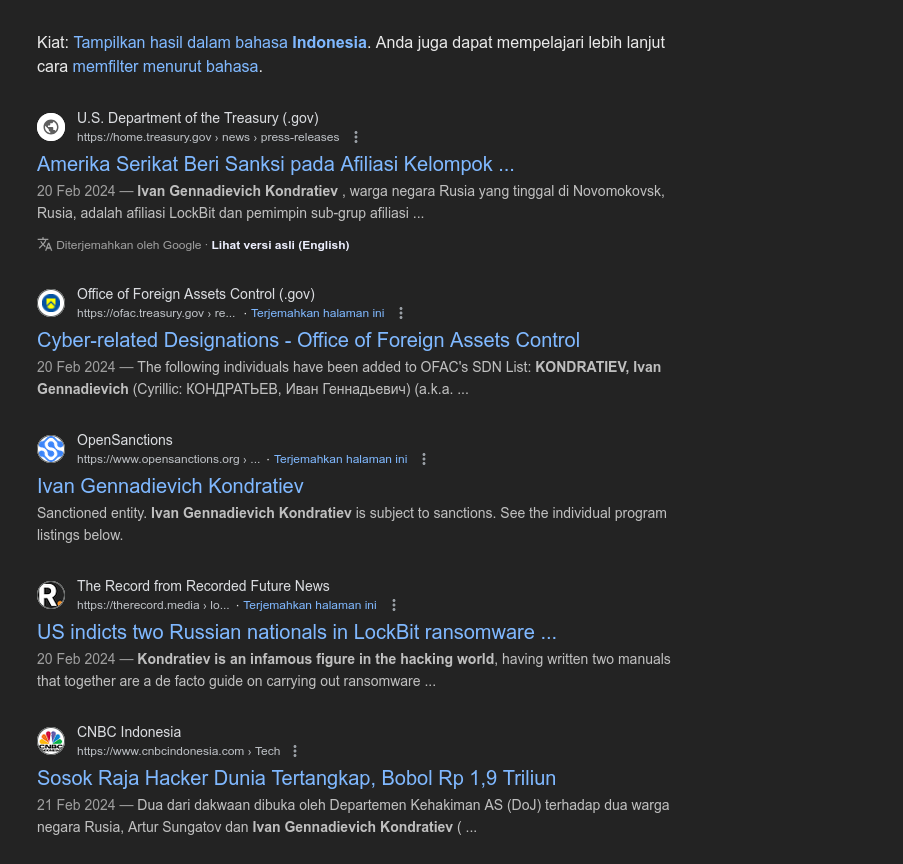 Kiat: Tampilkan hasil dalam bahasa Indonesia. Anda juga dapat mempelajari lebih lanjut
cara memfilter menurut bahasa.
U.S. Department of the Treasury (.gov)
https://home.treasury.gov › news › press-releases
Amerika Serikat Beri Sanksi pada Afiliasi Kelompok ...
20 Feb 2024 — Ivan Gennadievich Kondratiev , warga negara Rusia yang tinggal di Novomokovsk,
Rusia, adalah afiliasi LockBit dan pemimpin sub-grup afiliasi ...
Diterjemahkan oleh Google · Lihat versi asli (English)
Office of Foreign Assets Control (.gov)
https://ofac.treasury.gov › re... · Terjemahkan halaman ini
Cyber-related Designations - Office of Foreign Assets Control
20 Feb 2024 — The following individuals have been added to OFAC's SDN List: KONDRATIEV, Ivan
Gennadievich (Cyrillic: КОНДРАТЬЕВ, Иван Геннадьевич) (a.k.a. ...
OpenSanctions
https://www.opensanctions.org › ... · Terjemahkan halaman ini
Ivan Gennadievich Kondratiev
Sanctioned entity. Ivan Gennadievich Kondratiev is subject to sanctions. See the individual program
listings below.
The Record from Recorded Future News
https://therecord.media › lo... · Terjemahkan halaman ini
US indicts two Russian nationals in LockBit ransomware ...
20 Feb 2024 — Kondratiev is an infamous figure in the hacking world, having written two manuals
that together are a de facto guide on carrying out ransomware ...
CNBC Indonesia
https://www.cnbcindonesia.com › Tech
Sosok Raja Hacker Dunia Tertangkap, Bobol Rp 1,9 Triliun
21 Feb 2024 — Dua dari dakwaan dibuka oleh Departemen Kehakiman AS (DoJ) terhadap dua warga
negara Rusia, Artur Sungatov dan Ivan Gennadievich Kondratiev ( ...